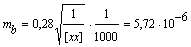 m_b = 0,28 √(1/[xx]) · 1/1000 = 5,72 · 10^-6